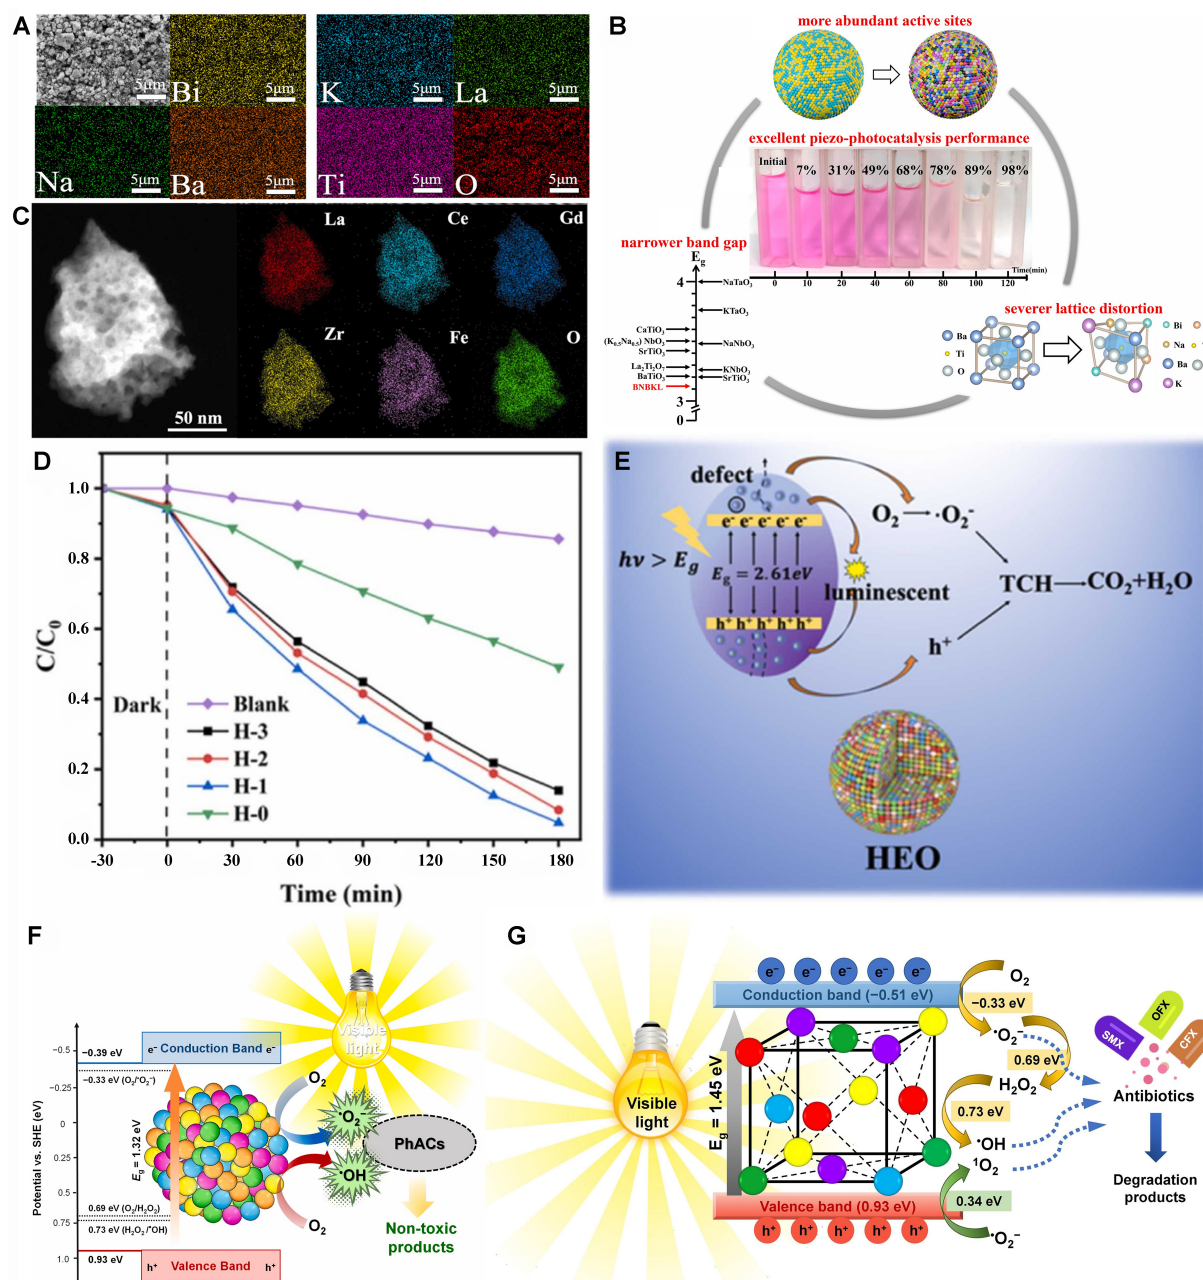 A
5μm
Bi
5μm
K
5μm
La
5μm
Na
5μm
Ba
5μm
Ti
5μm
O
5μm
B
more abundant active sites
excellent piezo-photocatalysis performance
Initial
7%
31%
49%
68%
78%
89%
98%
Time(min)
0
10
20
40
60
80
100
120
narrower band gap
E_g
4
NaTaO₃
KTaO₃
CaTiO₃
(K₀.₅Na₀.₅) NbO₃
NaNbO₃
SrTiO₃
La₂Ti₂O₇
KNbO₃
BaTiO₃
SrTiO₃
BNBKL
3
0
severer lattice distortion
Ba
Ti
O
Bi
Na
Ba
K
C
50 nm
La
Ce
Gd
Zr
Fe
O
D
C/C₀
1.0
0.8
0.6
0.4
0.2
0.0
Dark
Blank
H-3
H-2
H-1
H-0
-30
0
30
60
90
120
150
180
Time (min)
E
defect
e⁻ e⁻ e⁻ e⁻ e⁻
hν > E_g
E_g = 2.61eV
luminescent
h⁺ h⁺ h⁺ h⁺ h⁺
O₂
·O₂⁻
TCH
CO₂+H₂O
h⁺
HEO
F
Potential vs. SHE (eV)
−0.5
−0.25
0
0.25
0.5
0.75
1.0
−0.39 eV
e⁻ Conduction Band e⁻
−0.33 eV (O₂/•O₂⁻)
E_g = 1.32 eV
0.69 eV (O₂/H₂O₂)
0.73 eV (H₂O₂/•OH)
0.93 eV
h⁺ Valence Band h⁺
Visible
light
O₂
•O₂⁻
•OH
O₂
PhACs
Non-toxic
products
G
Visible
light
e⁻ e⁻ e⁻ e⁻ e⁻
Conduction band (−0.51 eV)
E_g = 1.45 eV
Valence band (0.93 eV)
h⁺ h⁺ h⁺ h⁺ h⁺
O₂
−0.33 eV
•O₂⁻
0.69 eV
H₂O₂
0.73 eV
•OH
¹O₂
0.34 eV
•O₂⁻
SMX
OFX
CFX
Antibiotics
Degradation
products